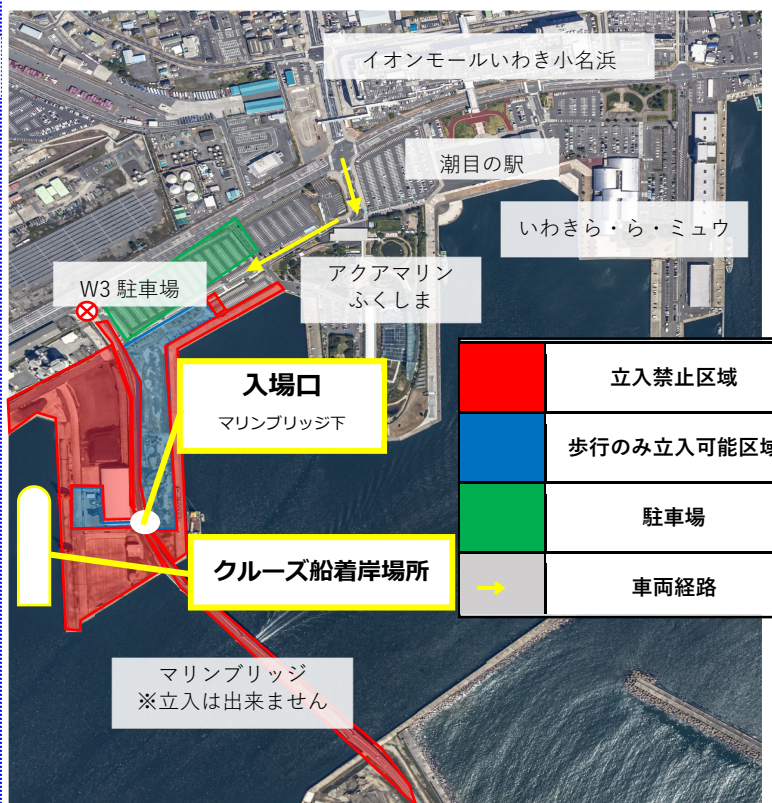 イオンモールいわき小名浜
潮目の駅
いわきら・ら・ミュウ
アクアマリン
ふくしま
W3 駐車場
入場口
マリンブリッジ下
立入禁止区域
歩行のみ立入可能区域
駐車場
→
車両経路
クルーズ船着岸場所
マリンブリッジ
※立入は出来ません